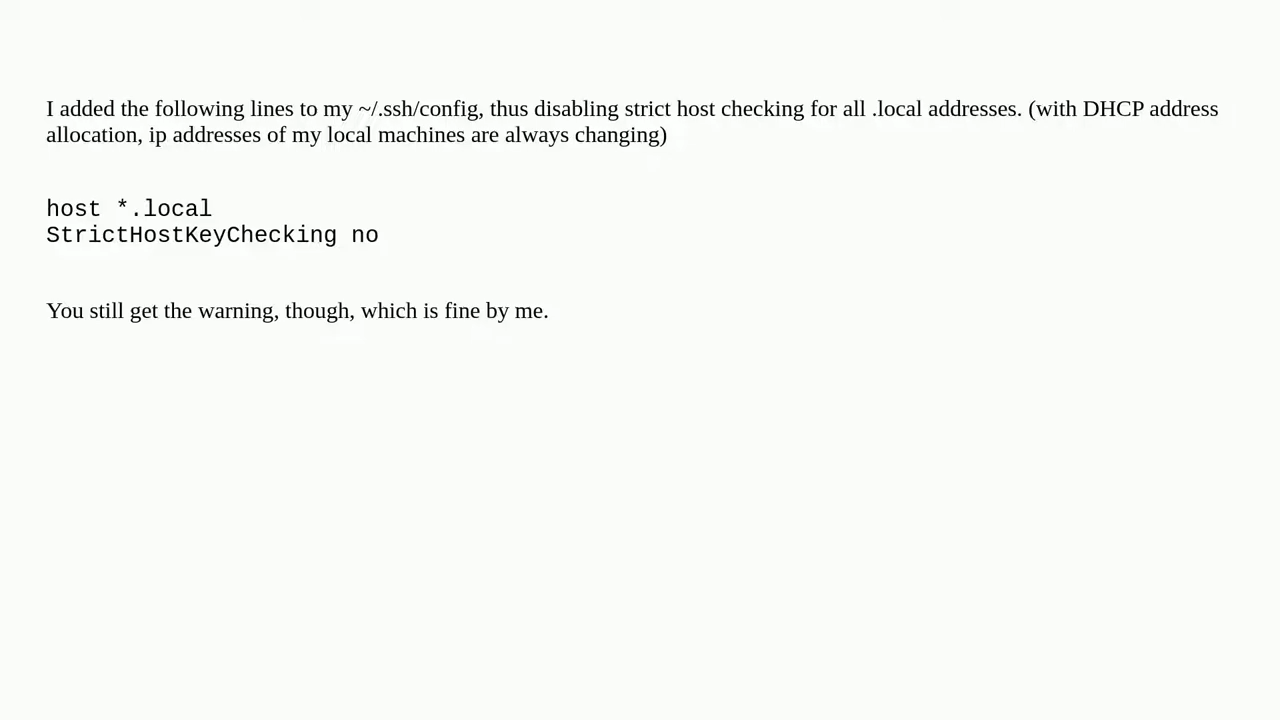 I added the following lines to my ~/.ssh/config, thus disabling strict host checking for all .local addresses. (with DHCP address
allocation, ip addresses of my local machines are always changing)
host *.local
StrictHostKeyChecking no
You still get the warning, though, which is fine by me.